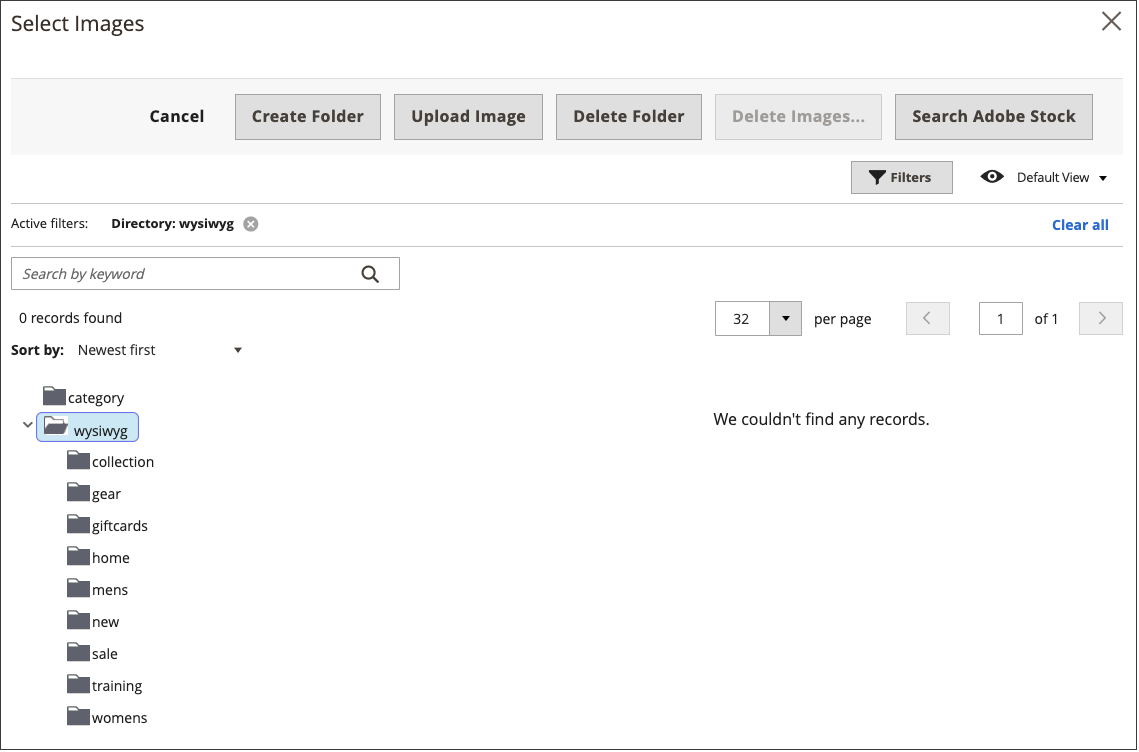 Select Images
Cancel Create Folder Upload Image Delete Folder Delete Images... Search Adobe Stock
Filters Default View
Active filters: Directory: wysiwyg Clear all
Search by keyword
0 records found 32 per page 1 of 1
Sort by: Newest first
category
We couldn't find any records.
wysiwyg
collection
gear
giftcards
home
mens
new
sale
training
womens